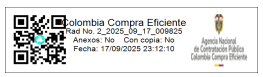 Colombia Compra Eficiente
Rad No. 2_2025_09_17_009825
Anexos: No Con copia: No
Fecha: 17/09/2025 23:12:10
Agencia Nacional
de Contratación Pública
Colombia Compra Eficiente